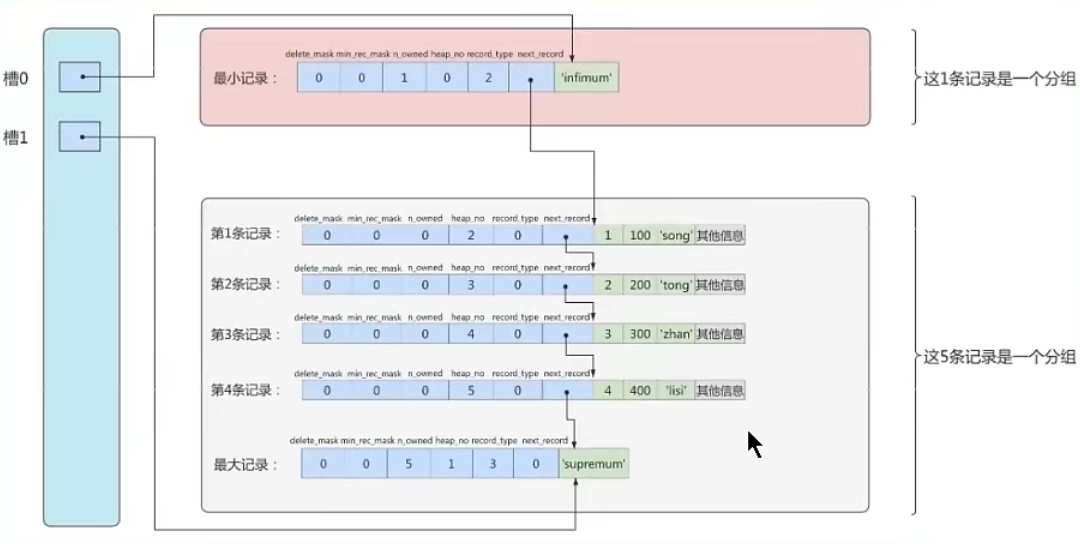 delete_mask min_rec_mask n_owned heap_no record_type next_record
槽0 最小记录： 0 0 1 0 2 'infimum' 这1条记录是一个分组
槽1
delete_mask min_rec_mask n_owned heap_no record_type next_record
第1条记录： 0 0 0 2 0 1 100 'song' 其他信息
delete_mask min_rec_mask n_owned heap_no record_type next_record
第2条记录： 0 0 0 3 0 2 200 'tong' 其他信息
delete_mask min_rec_mask n_owned heap_no record_type next_record
第3条记录： 0 0 0 4 0 3 300 'zhan' 其他信息
这5条记录是一个分组
delete_mask min_rec_mask n_owned heap_no record_type next_record
第4条记录： 0 0 0 5 0 4 400 'lisi' 其他信息
delete_mask min_rec_mask n_owned heap_no record_type next_record
最大记录： 0 0 5 1 3 0 'supremum'